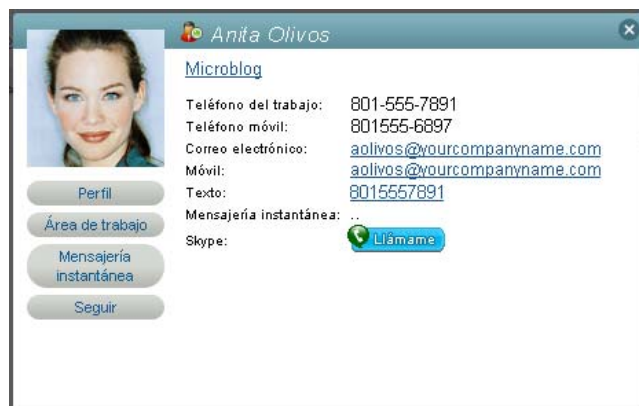 Anita Olivos
Microblog
Teléfono del trabajo: 801-555-7891
Teléfono móvil: 801555-6897
Correo electrónico: aolivos@yourcompanyname.com
Móvil: aolivos@yourcompanyname.com
Texto: 8015557891
Mensajería instantánea: ..
Skype: Llámame
Perfil
Área de trabajo
Mensajería
instantánea
Seguir